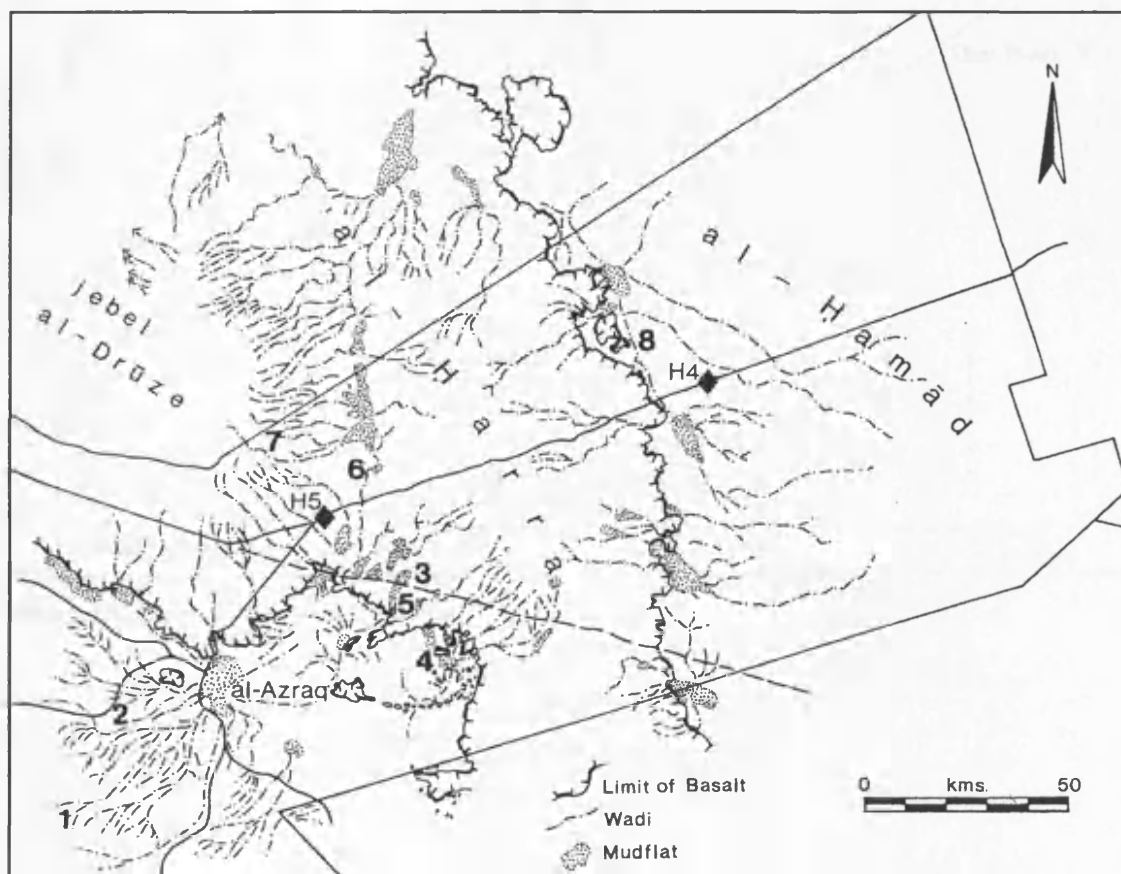 N
al-Hamād
jebel
al-Drūze
al-Haa
8
H4
7
6
H5
3
5
4
al-Azraq
2
1
Limit of Basalt
Wadi
Mudflat
0 kms. 50